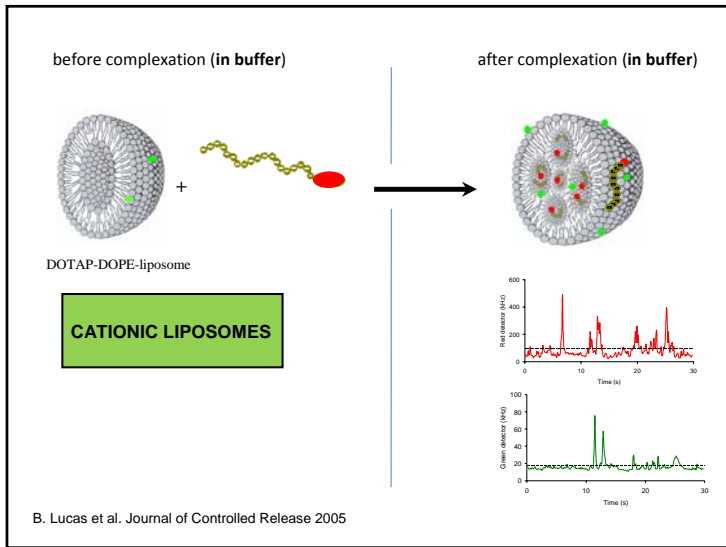 before complexation (in buffer)
after complexation (in buffer)
+
DOTAP-DOPE-liposome
CATIONIC LIPOSOMES
Red detector (kHz)
600
400
200
0
0 10 20 30
Time (s)
Green detector (kHz)
100
80
60
40
20
0
0 10 20 30
Time (s)
B. Lucas et al. Journal of Controlled Release 2005